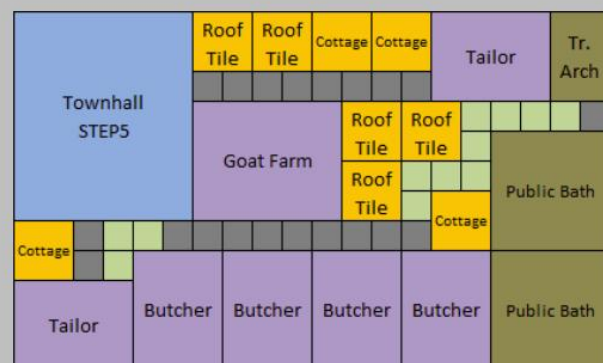 Roof
Tile
Roof
Tile
Cottage
Cottage
Tailor
Tr.
Arch
Townhall
STEP5
Goat Farm
Roof
Tile
Roof
Tile
Roof
Tile
Public Bath
Cottage
Cottage
Tailor
Butcher
Butcher
Butcher
Butcher
Public Bath